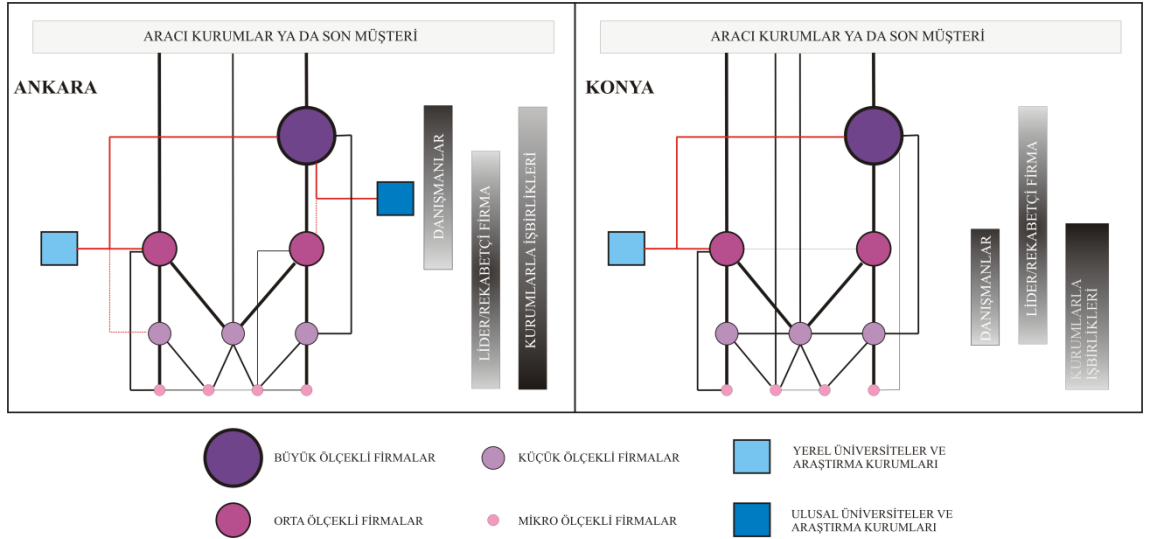 ARACI KURUMLAR YA DA SON MÜŞTERİ
ANKARA
DANIŞMANLAR
LİDER/REKABETÇİ FİRMA
KURUMLARLA İŞBİRLİKLERİ
ARACI KURUMLAR YA DA SON MÜŞTERİ
KONYA
DANIŞMANLAR
LİDER/REKABETÇİ FİRMA
KURUMLARLA
İŞBİRLİKLERİ
BÜYÜK ÖLÇEKLİ FİRMALAR
KÜÇÜK ÖLÇEKLİ FİRMALAR
YEREL ÜNİVERSİTELER VE
ARAŞTIRMA KURUMLARI
ORTA ÖLÇEKLİ FİRMALAR
MİKRO ÖLÇEKLİ FİRMALAR
ULUSAL ÜNİVERSİTELER VE
ARAŞTIRMA KURUMLARI